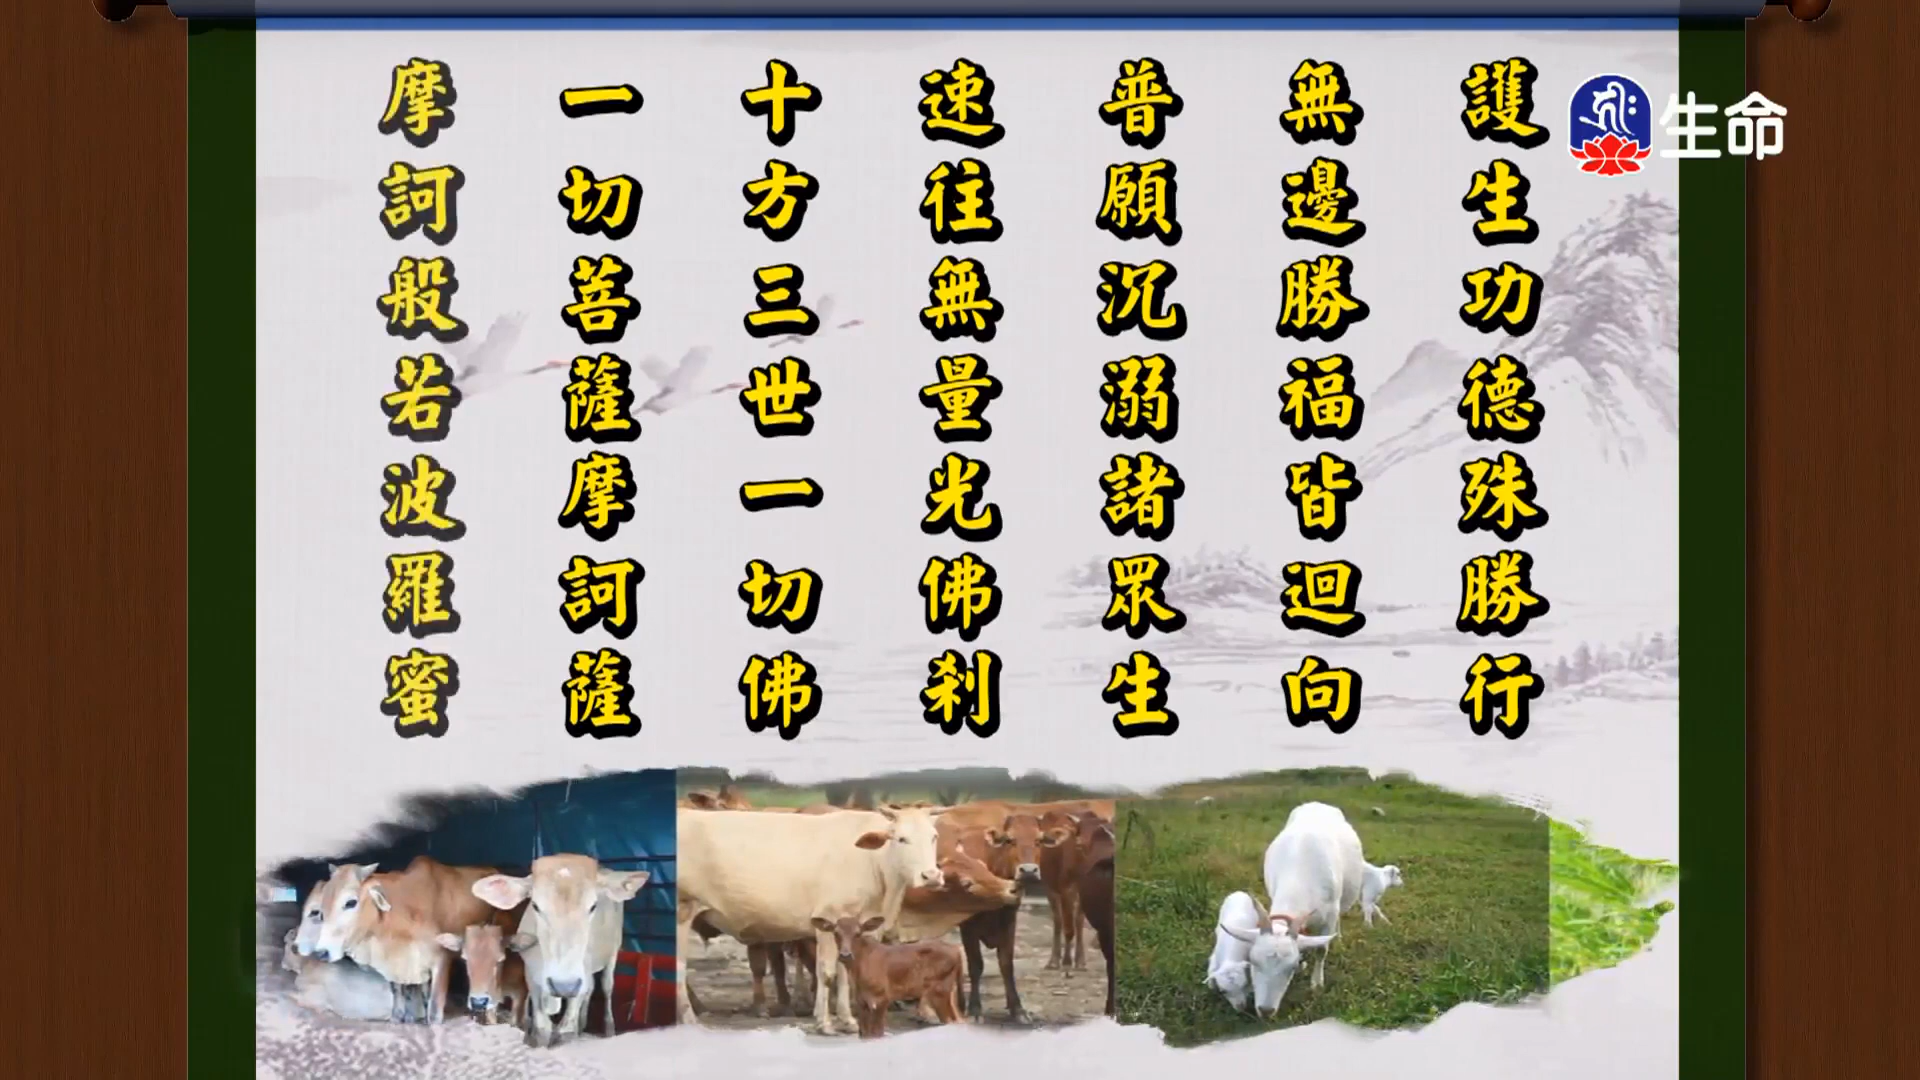 護生功德殊勝行
無邊勝福皆迴向
普願沉溺諸眾生
速往無量光佛剎
十方三世一切佛
一切菩薩摩訶薩
摩訶般若波羅蜜
生命